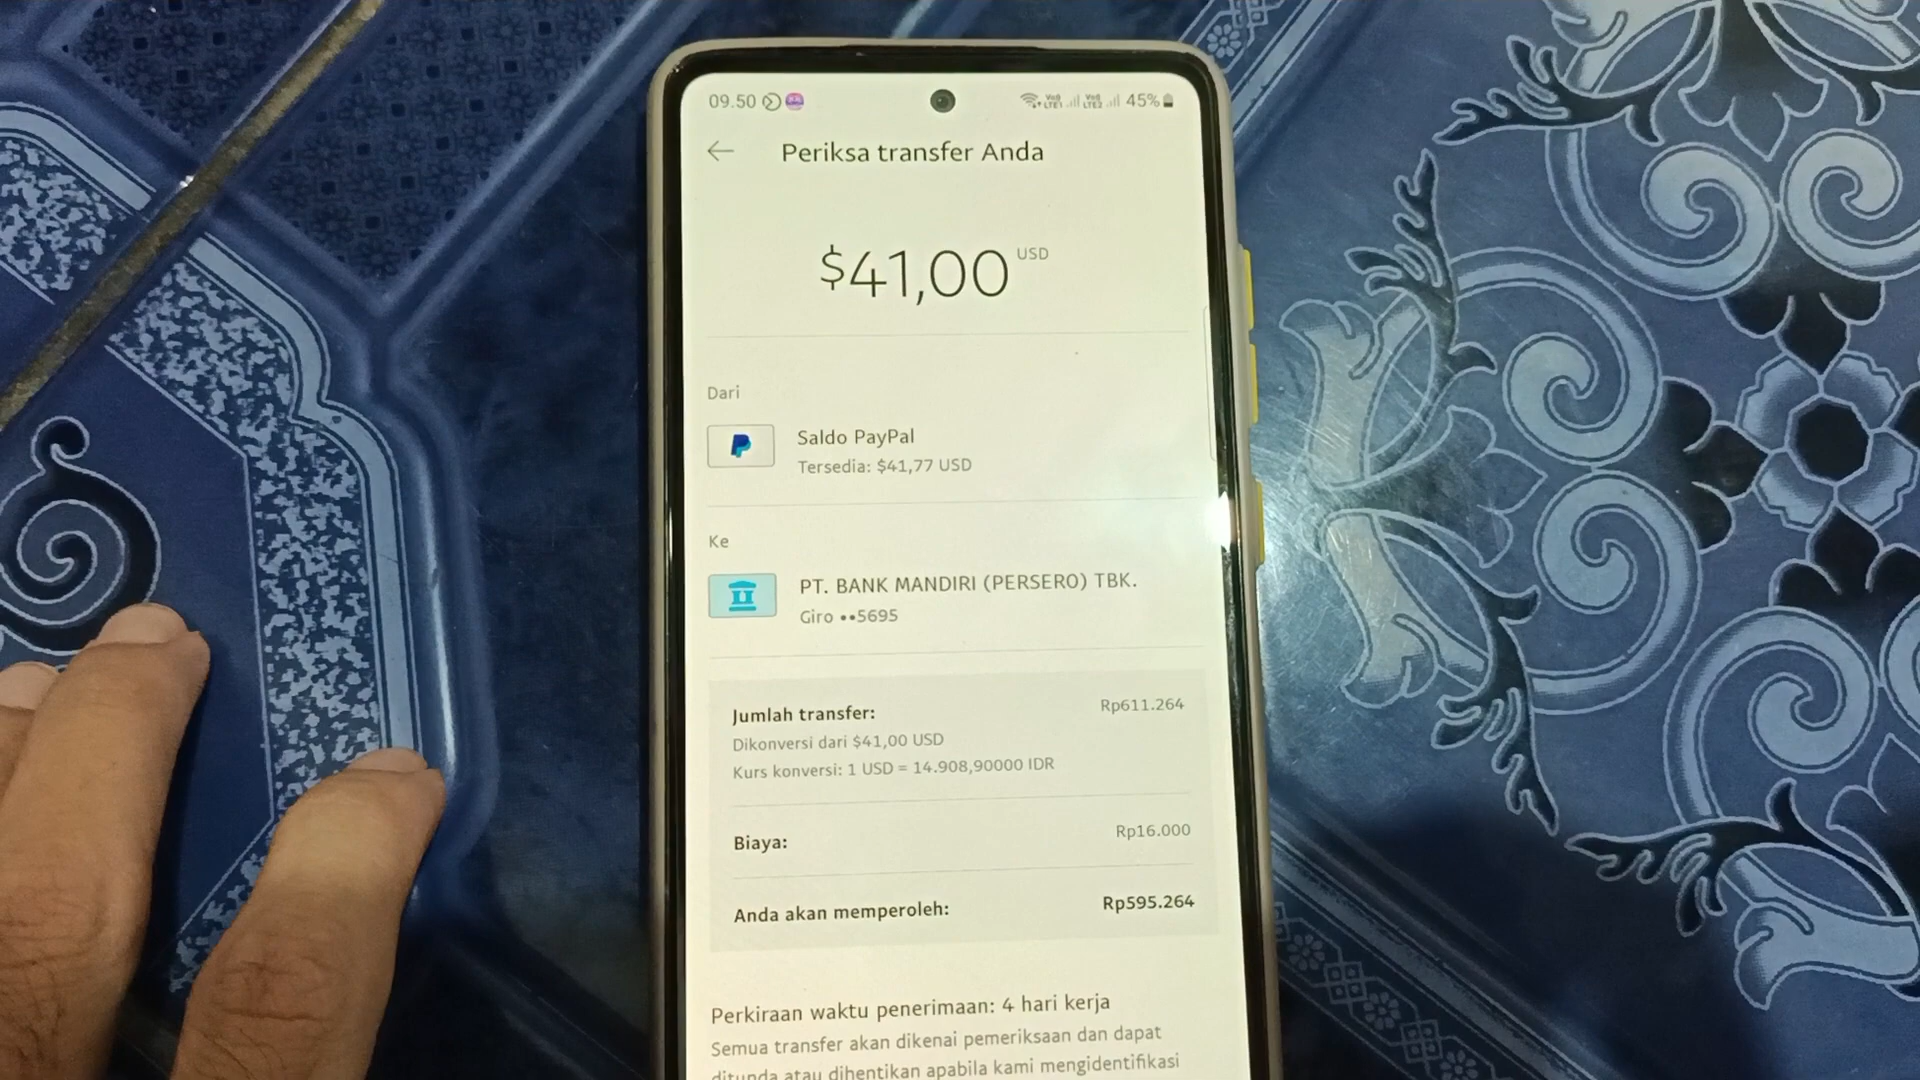 09.50 45%
Periksa transfer Anda
$41,00 USD
Dari
Saldo PayPal
Tersedia: $41,77 USD
Ke
PT. BANK MANDIRI (PERSERO) TBK.
Giro ••5695
Jumlah transfer: Rp611.264
Dikonversi dari $41,00 USD
Kurs konversi: 1 USD = 14.908,90000 IDR
Biaya: Rp16.000
Anda akan memperoleh: Rp595.264
Perkiraan waktu penerimaan: 4 hari kerja
Semua transfer akan dikenai pemeriksaan dan dapat
ditunda atau dihentikan apabila kami mengidentifikasi